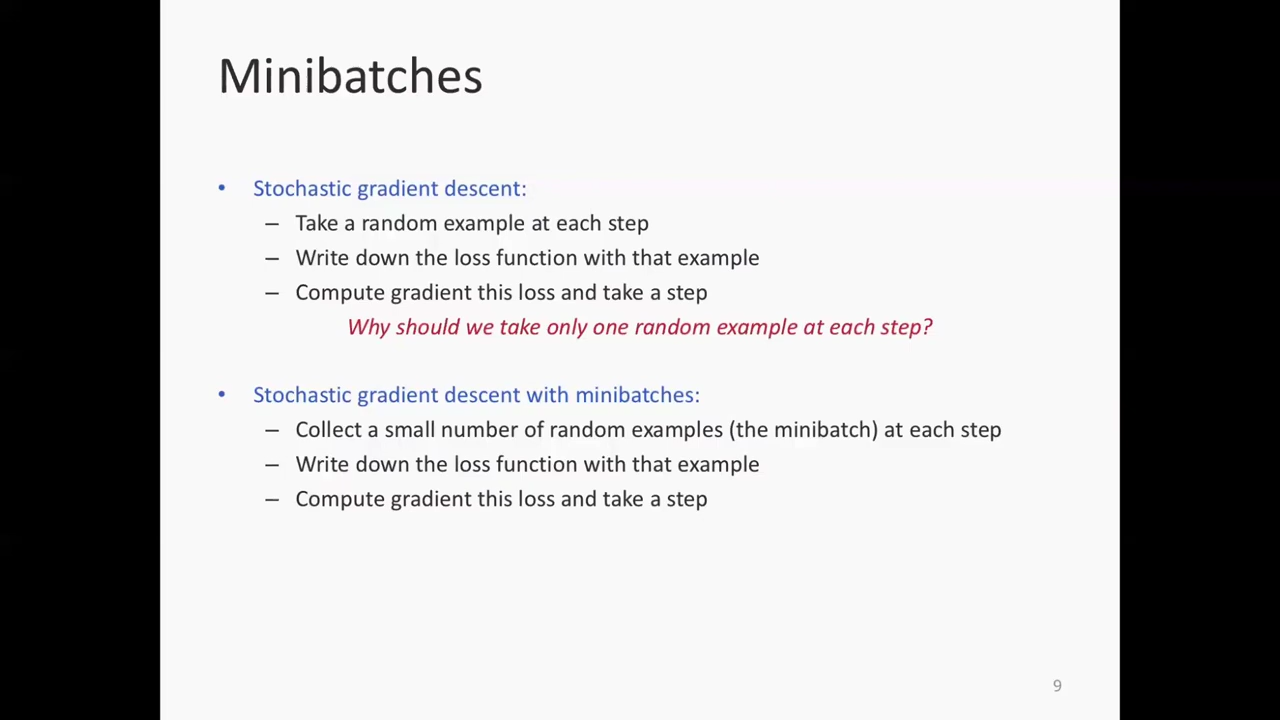 Minibatches
• Stochastic gradient descent:
– Take a random example at each step
– Write down the loss function with that example
– Compute gradient this loss and take a step
Why should we take only one random example at each step?
• Stochastic gradient descent with minibatches:
– Collect a small number of random examples (the minibatch) at each step
– Write down the loss function with that example
– Compute gradient this loss and take a step
9